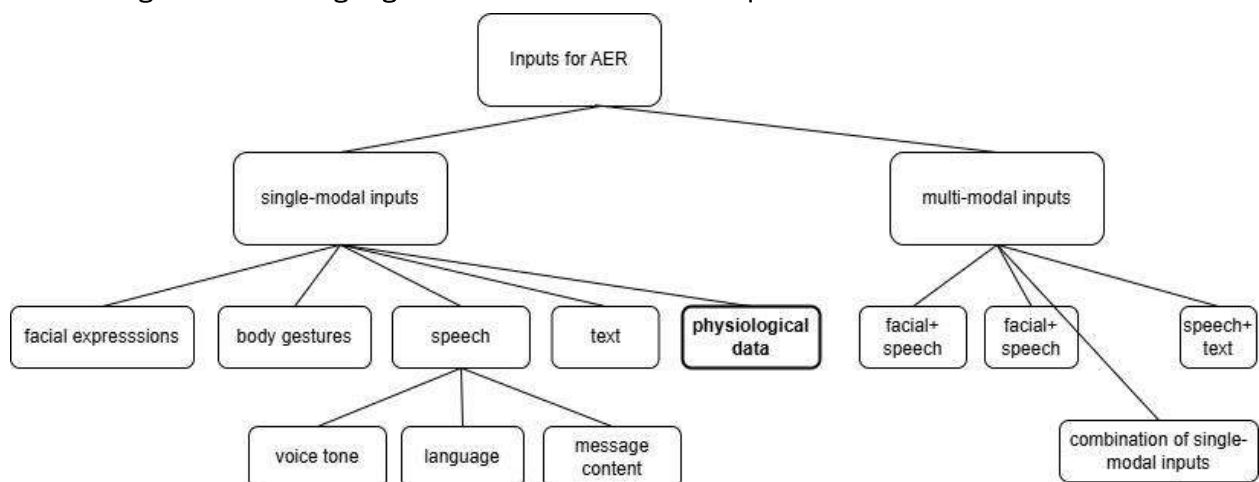 Inputs for AER
single-modal inputs
multi-modal inputs
facial expresssions
body gestures
speech
text
physiological
data
facial+
speech
facial+
speech
speech+
text
voice tone
language
message
content
combination of single-
modal inputs